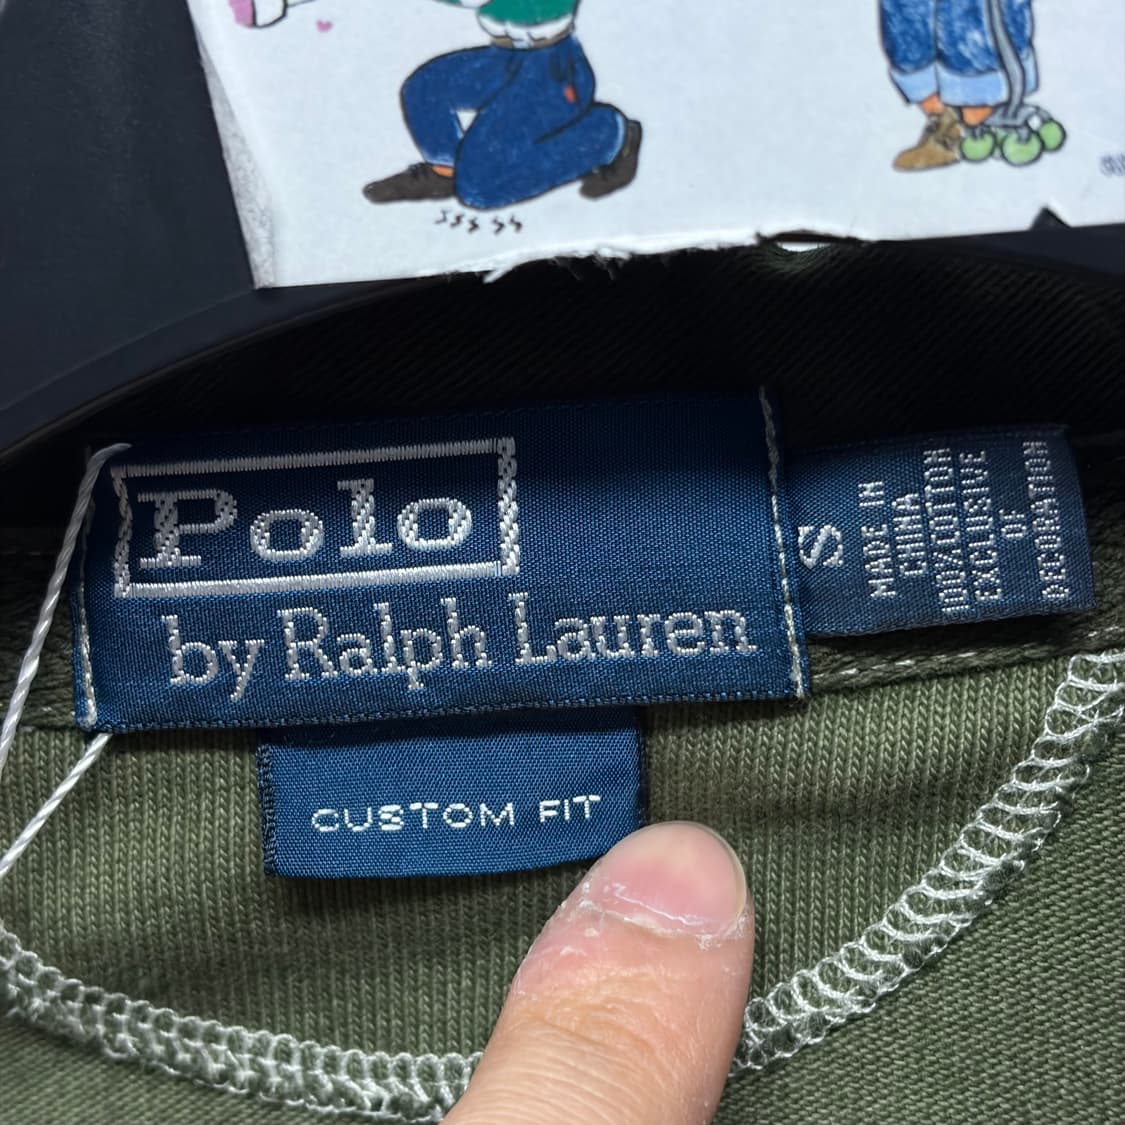 Polo
by Ralph Lauren
S
MADE IN
CHINA
100%COTTON
EXCLUSIVE
OF
DECORATION
CUSTOM FIT